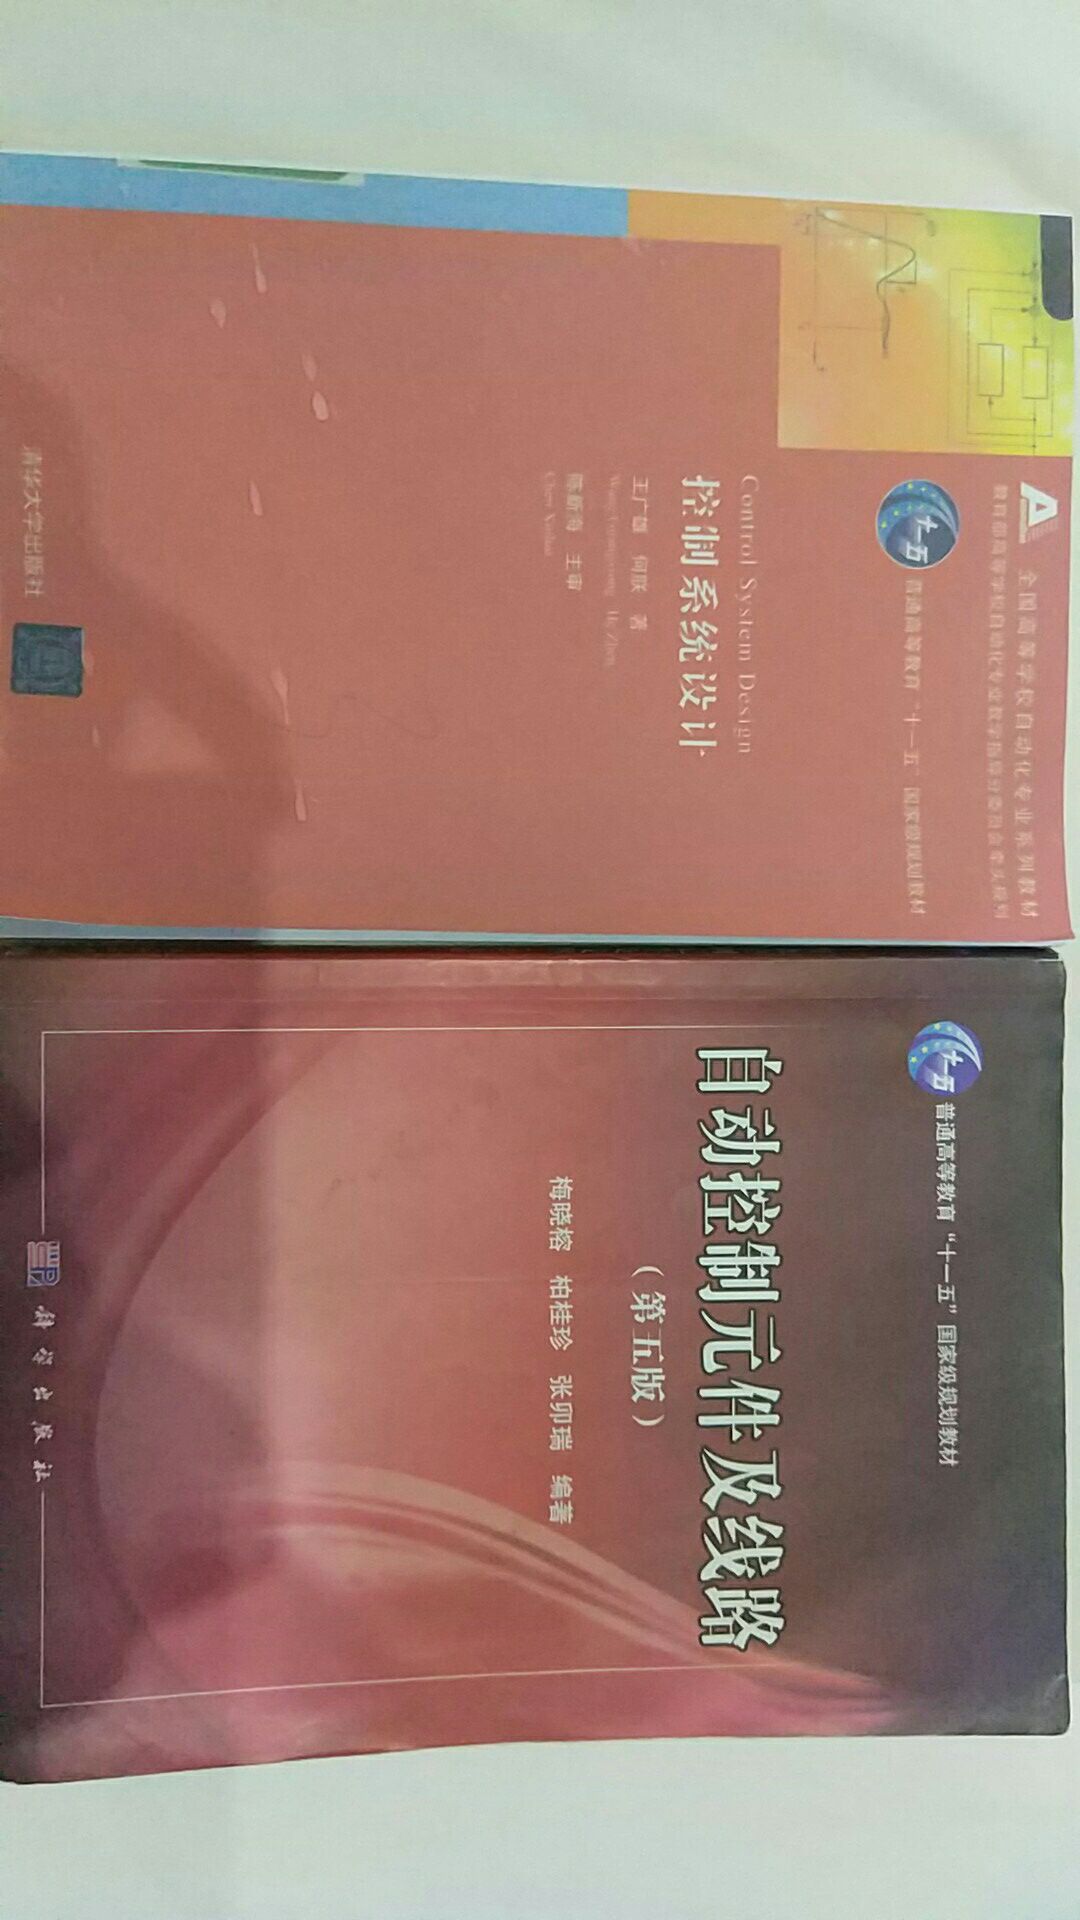 全国高等学校自动化专业系列教材
教育部高等学校自动化专业教学指导分委员会牵头规划
十一五
普通高等教育“十一五”国家级规划教材
Control System Design
控制系统设计
王广雄 何朕 著
Wang Guangxiong He Zhen
陈新海 主审
Chen Xinhai
清华大学出版社
十一五
普通高等教育“十一五”国家级规划教材
自动控制元件及线路
（第五版）
梅晓榕 柏桂珍 张卯瑞 编著
科学出版社